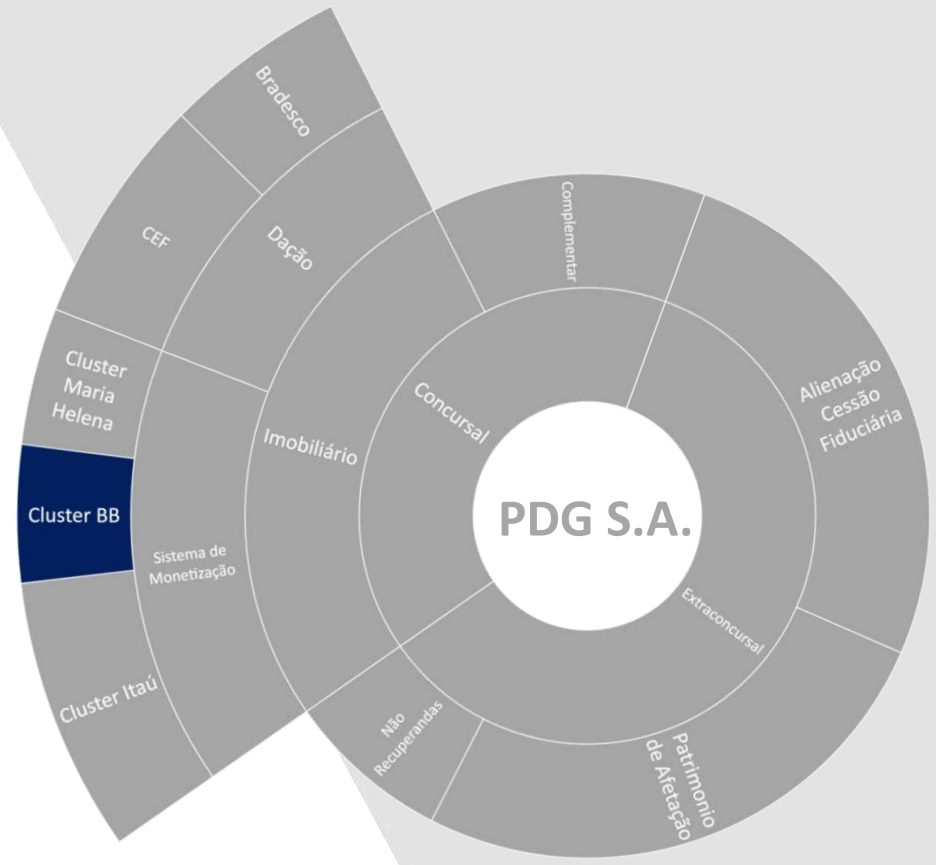 Bradesco
CEF
Dação
Complementar
Cluster
Maria
Helena
Concursal
Alienação
Cessão
Fiduciária
Imobiliário
Cluster BB
PDG S.A.
Sistema de
Monetização
Extraconcursal
Cluster Itaú
Não
Recuperandas
Patrimonio
de Afetação